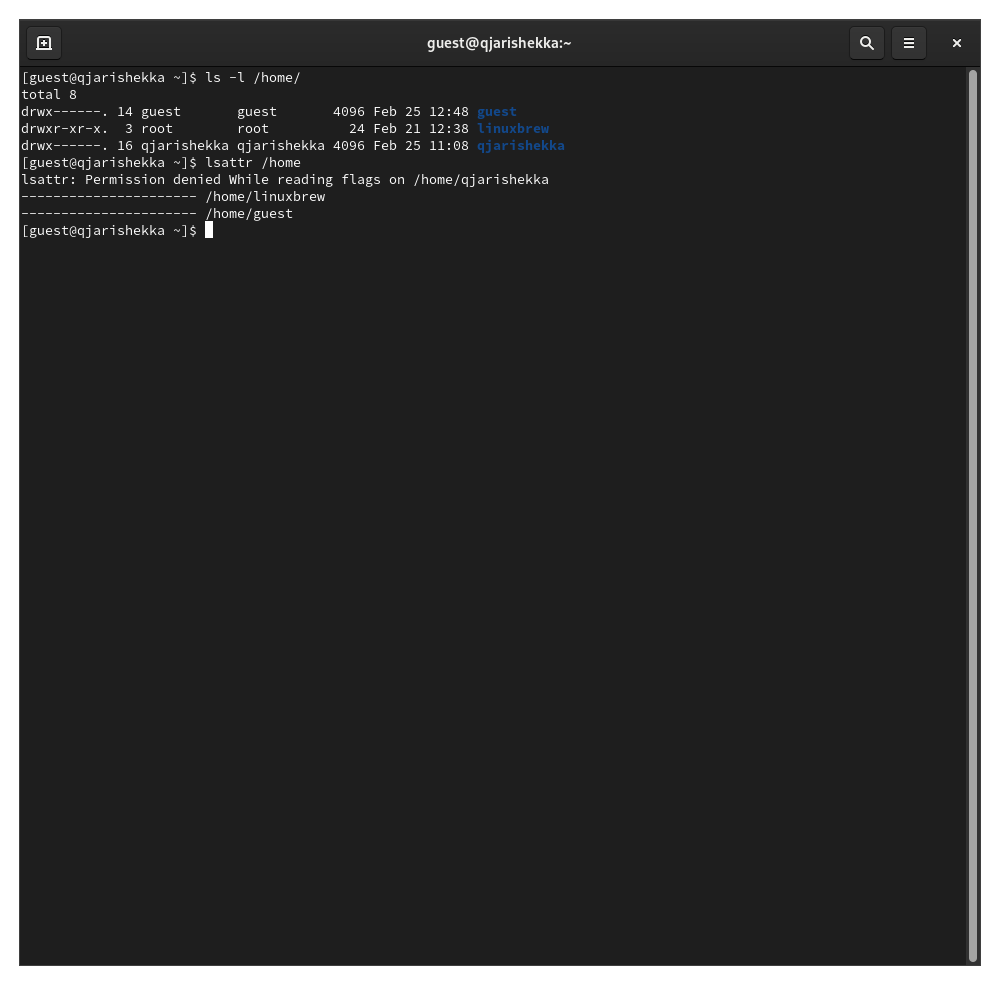 guest@qjarishekka:~
[guest@qjarishekka ~]$ ls -l /home/
total 8
drwx------. 14 guest       guest       4096 Feb 25 12:48 guest
drwxr-xr-x.  3 root        root          24 Feb 21 12:38 linuxbrew
drwx------. 16 qjarishekka qjarishekka 4096 Feb 25 11:08 qjarishekka
[guest@qjarishekka ~]$ lsattr /home
lsattr: Permission denied While reading flags on /home/qjarishekka
---------------------- /home/linuxbrew
---------------------- /home/guest
[guest@qjarishekka ~]$